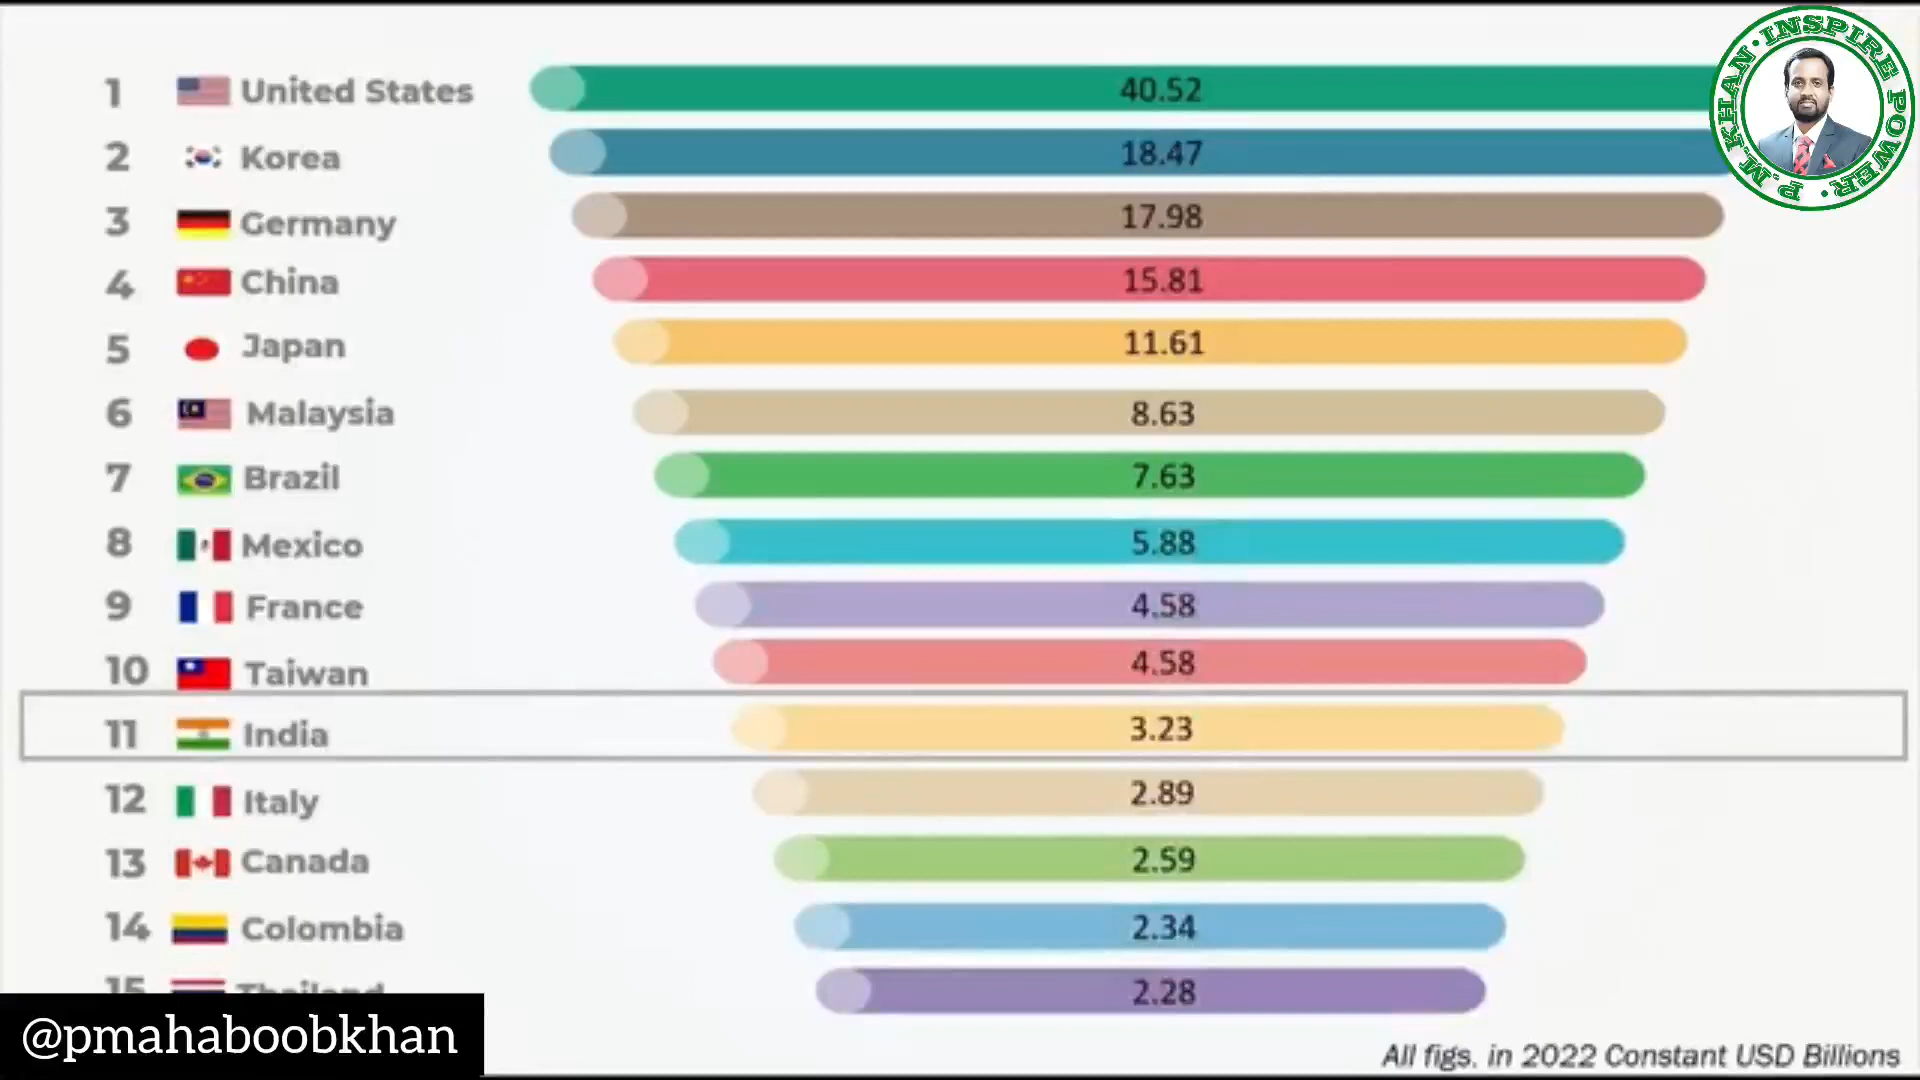 1 United States 40.52
2 Korea 18.47
3 Germany 17.98
4 China 15.81
5 Japan 11.61
6 Malaysia 8.63
7 Brazil 7.63
8 Mexico 5.88
9 France 4.58
10 Taiwan 4.58
11 India 3.23
12 Italy 2.89
13 Canada 2.59
14 Colombia 2.34
15 Thailand 2.28
@pmahaboobkhan
All figs. in 2022 Constant USD Billions
P.M.KHAN·INSPIRE POWER·